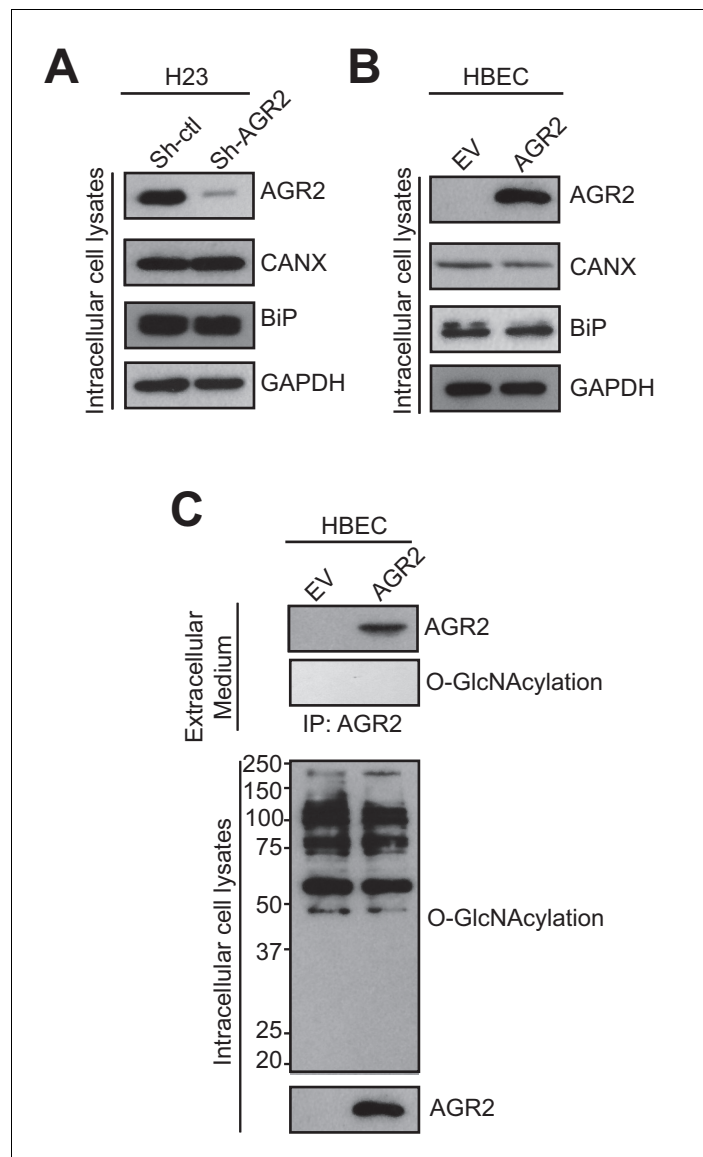 A
H23
Sh-ctl
Sh-AGR2
Intracellular cell lysates
AGR2
CANX
BiP
GAPDH
B
HBEC
EV
AGR2
Intracellular cell lysates
AGR2
CANX
BiP
GAPDH
C
HBEC
EV
AGR2
Extracellular
Medium
AGR2
O-GlcNAcylation
IP: AGR2
Intracellular cell lysates
250
150
100
75
50
37
25
20
O-GlcNAcylation
AGR2